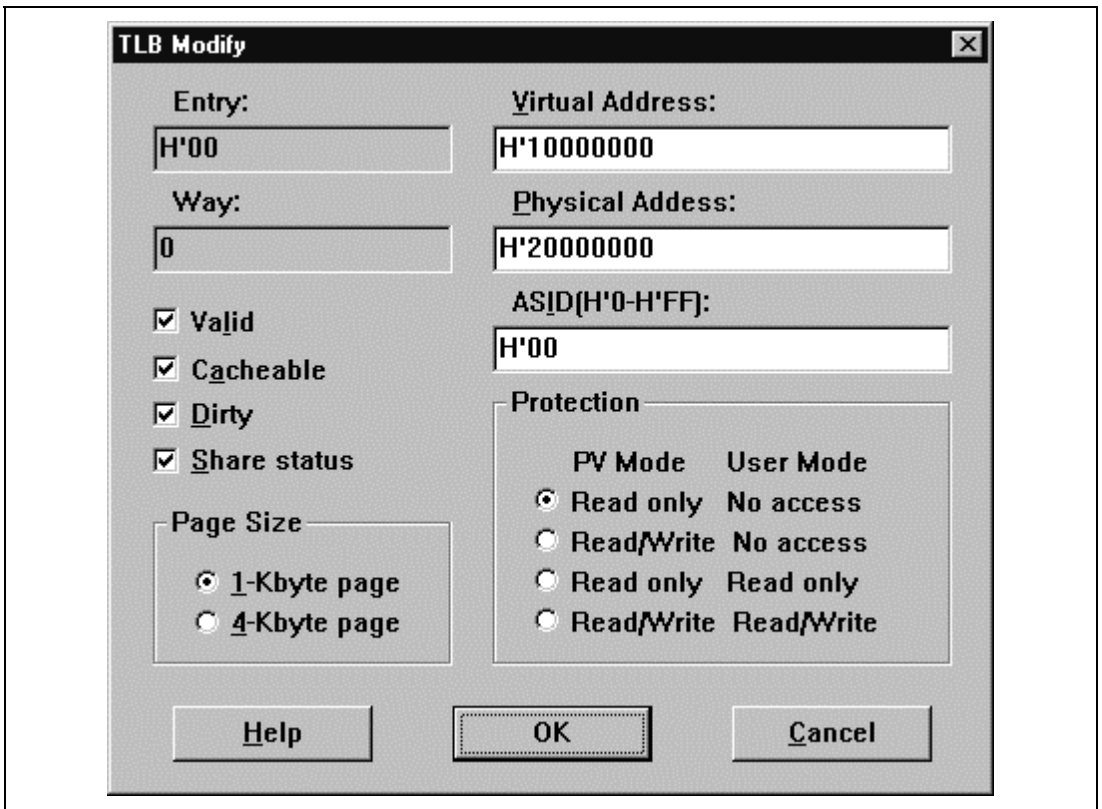 TLB Modify
Entry:
H'00
Way:
0
Valid
Cacheable
Dirty
Share status
Page Size
1-Kbyte page
4-Kbyte page
Virtual Address:
H'10000000
Physical Addess:
H'20000000
ASID(H'0-H'FF):
H'00
Protection
PV Mode User Mode
Read only No access
Read/Write No access
Read only Read only
Read/Write Read/Write
Help
OK
Cancel